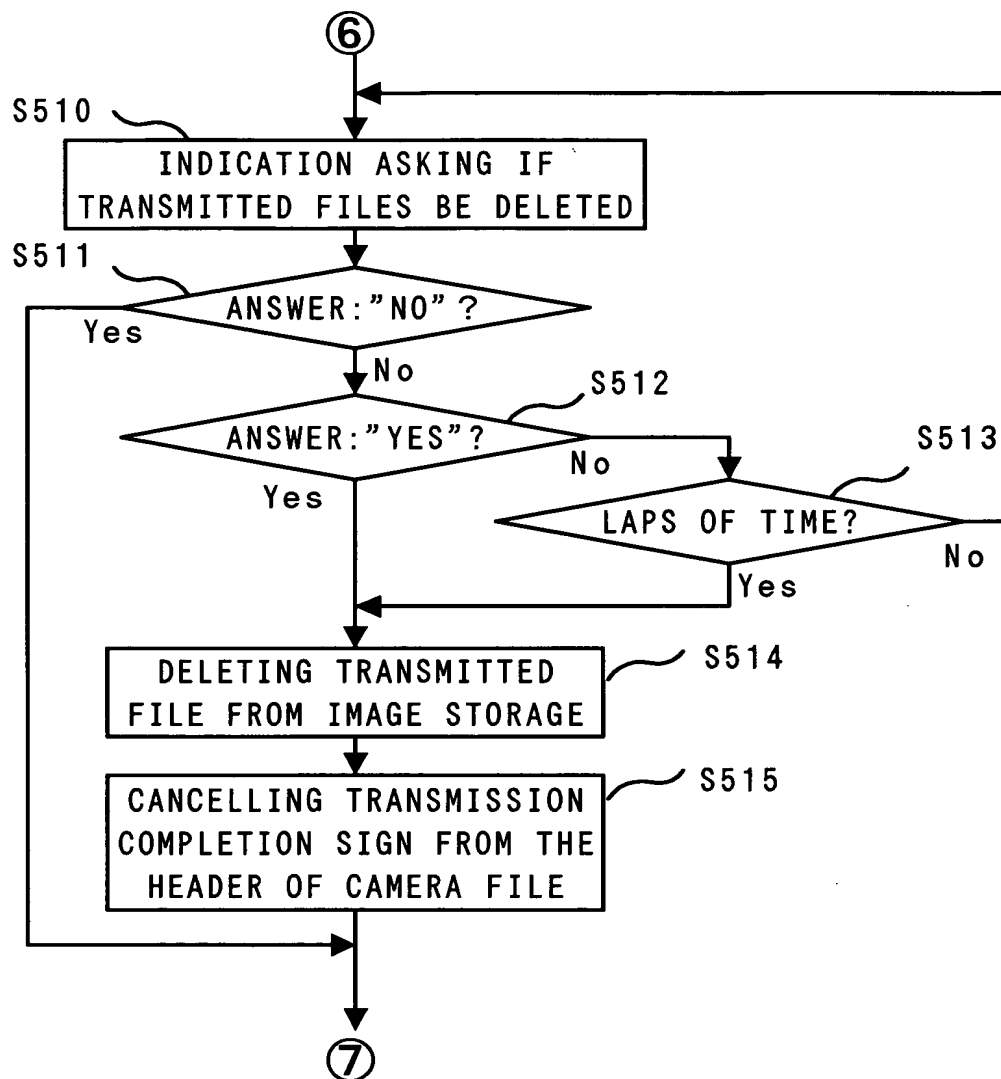 ⑥
S510
INDICATION ASKING IF
TRANSMITTED FILES BE DELETED
S511
ANSWER:"NO"?
Yes
No
S512
ANSWER:"YES"?
No
S513
Yes
LAPS OF TIME?
No
Yes
S514
DELETING TRANSMITTED
FILE FROM IMAGE STORAGE
S515
CANCELLING TRANSMISSION
COMPLETION SIGN FROM THE
HEADER OF CAMERA FILE
⑦